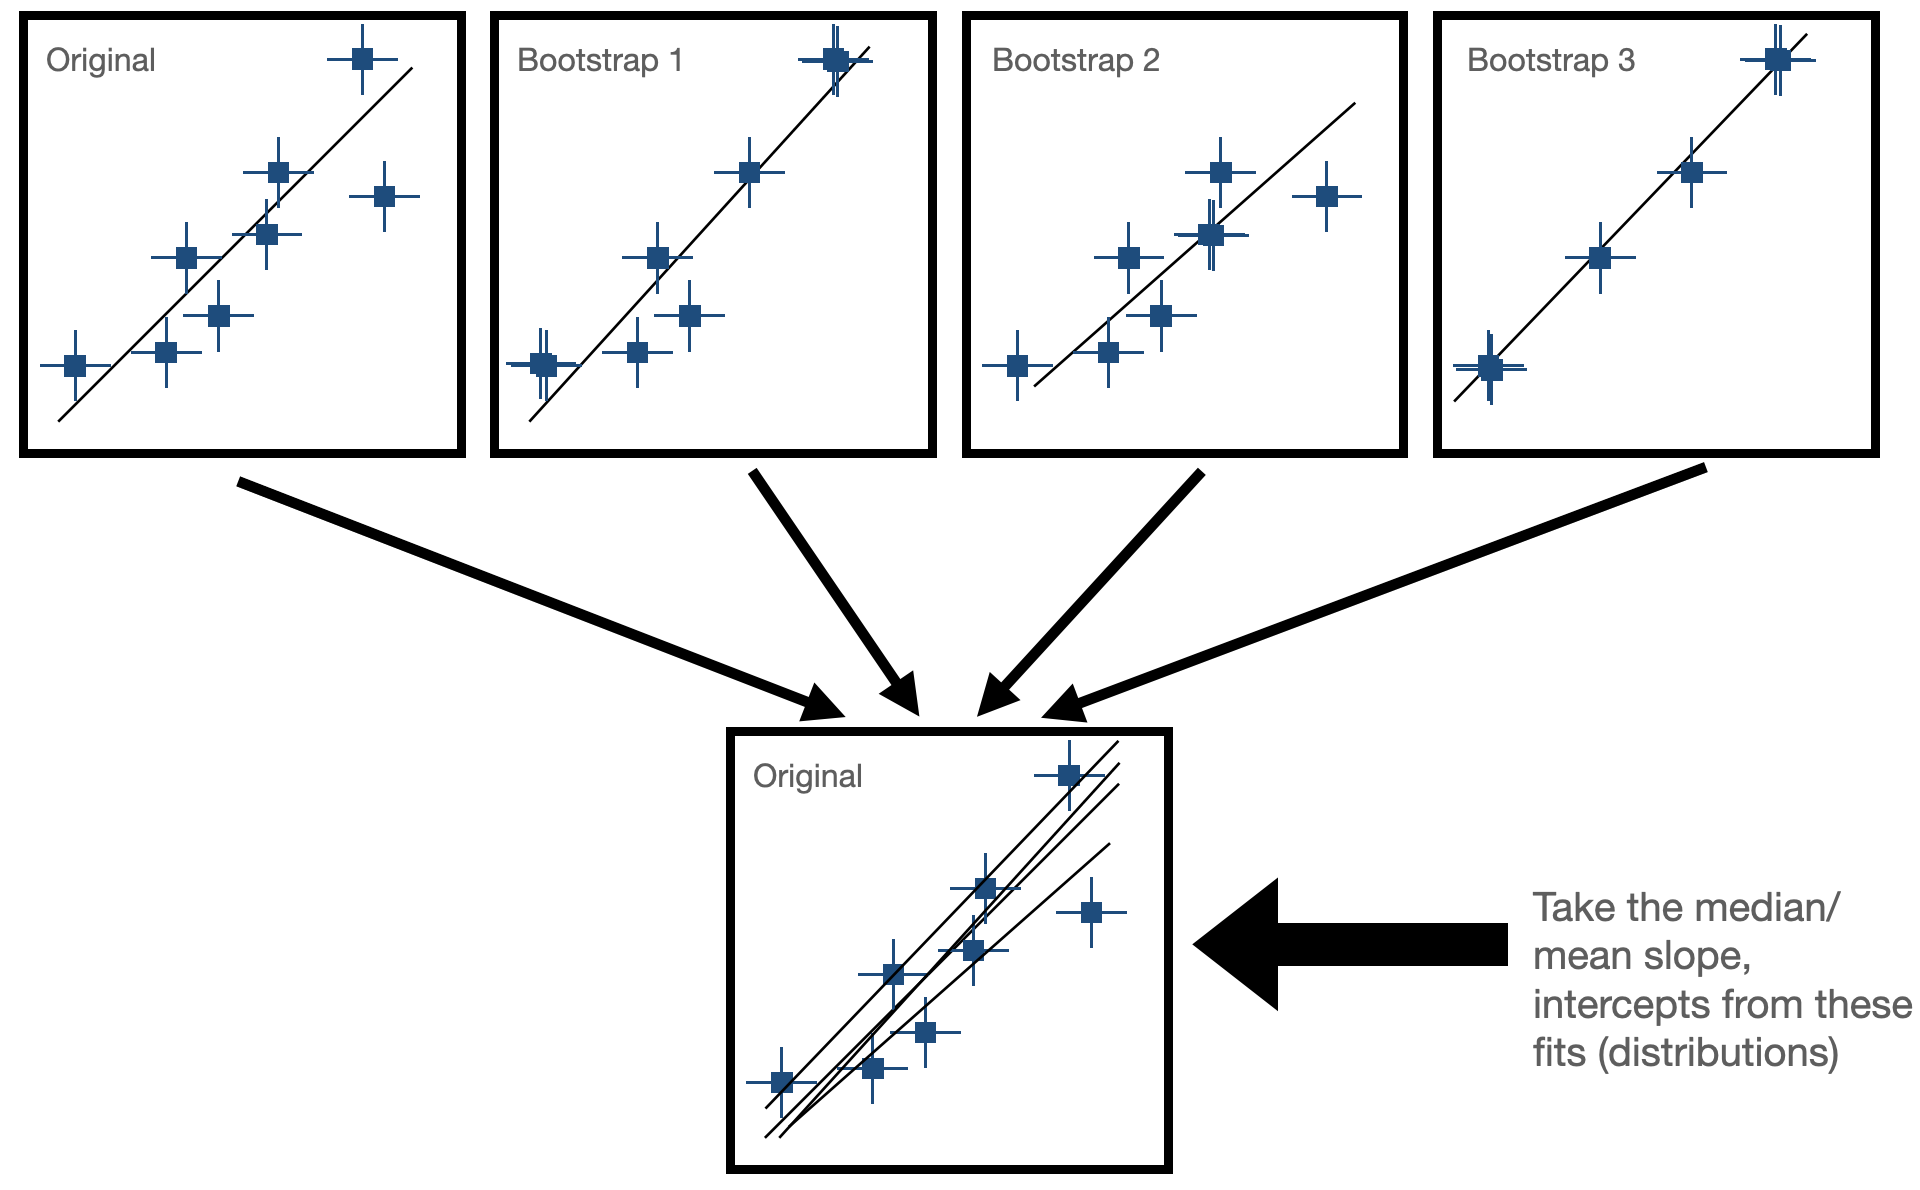 Original
Bootstrap 1
Bootstrap 2
Bootstrap 3
Original
Take the median/
mean slope,
intercepts from these
fits (distributions)